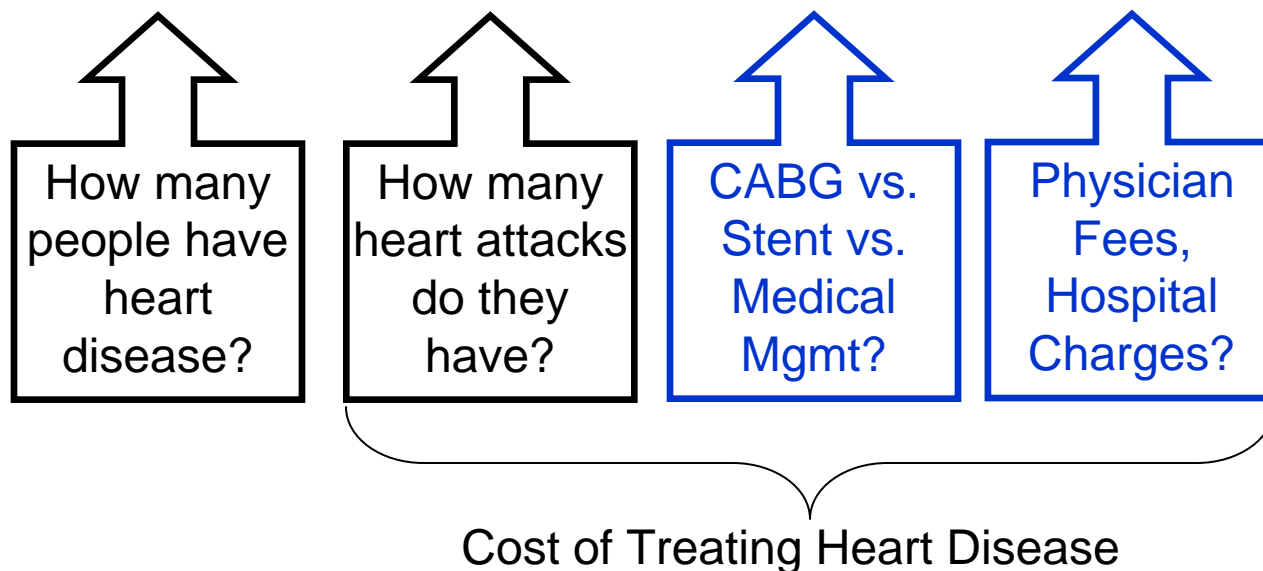 How many
people have
heart
disease?
How many
heart attacks
do they
have?
CABG vs.
Stent vs.
Medical
Mgmt?
Physician
Fees,
Hospital
Charges?
Cost of Treating Heart Disease